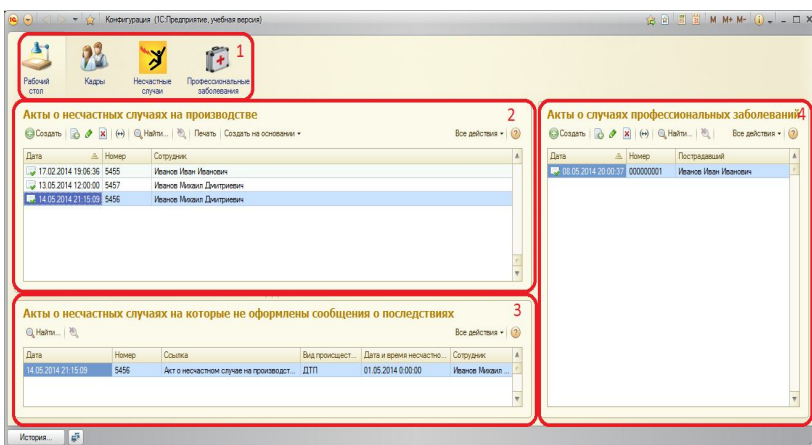 Конфигурация (1С:Предприятие, учебная версия)
M M+ M-
1
Рабочий стол
Кадры
Несчастные случаи
Профессиональные заболевания
Акты о несчастных случаях на производстве 2
Создать Найти... Печать Создать на основании Все действия
Дата Номер Сотрудник
17.02.2014 19:06:36 5455 Иванов Иван Иванович
13.05.2014 12:00:00 5457 Иванов Михаил Дмитриевич
14.05.2014 21:15:09 5456 Иванов Михаил Дмитриевич
Акты о несчастных случаях на которые не оформлены сообщения о последствиях 3
Найти... Все действия
Дата Номер Ссылка Вид происшест... Дата и время несчастно... Сотрудник
14.05.2014 21:15:09 5456 Акт о несчастном случае на производст... ДТП 01.05.2014 0:00:00 Иванов Михаил ...
Акты о случаях профессиональных заболеваний 4
Создать Найти... Все действия
Дата Номер Пострадавший
08.05.2014 20:00:37 000000001 Иванов Иван Иванович
История...